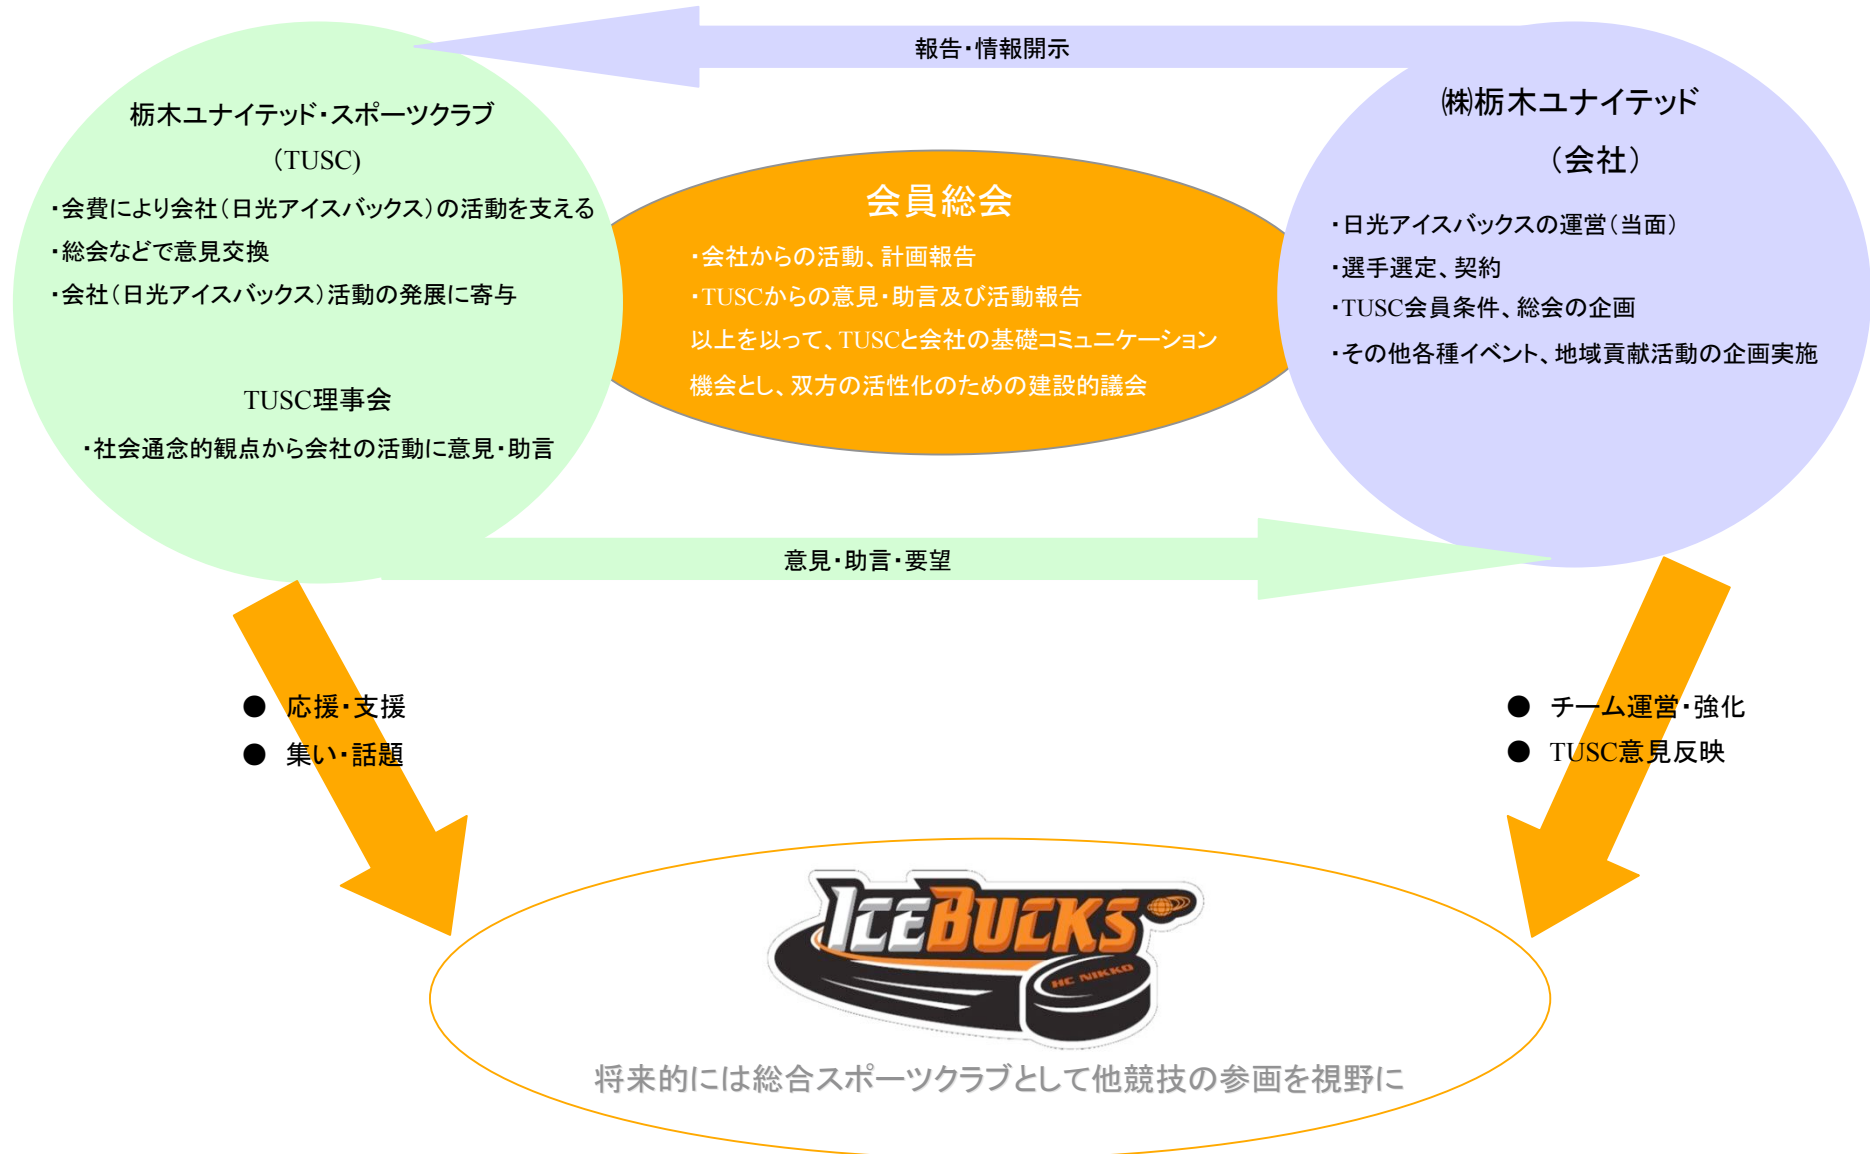 報告・情報開示
栃木ユナイテッド・スポーツクラブ
（TUSC)
・会費により会社（日光アイスバックス）の活動を支える
・総会などで意見交換
・会社（日光アイスバックス）活動の発展に寄与
TUSC理事会
・社会通念的観点から会社の活動に意見・助言
会員総会
・会社からの活動、計画報告
・TUSCからの意見・助言及び活動報告
以上を以って、TUSCと会社の基礎コミュニケーション
機会とし、双方の活性化のための建設的議会
㈱栃木ユナイテッド
（会社）
・日光アイスバックスの運営（当面）
・選手選定、契約
・TUSC会員条件、総会の企画
・その他各種イベント、地域貢献活動の企画実施
意見・助言・要望
● 応援・支援
● 集い・話題
● チーム運営・強化
● TUSC意見反映
ICEBUCKS
HC NIKKO
将来的には総合スポーツクラブとして他競技の参画を視野に